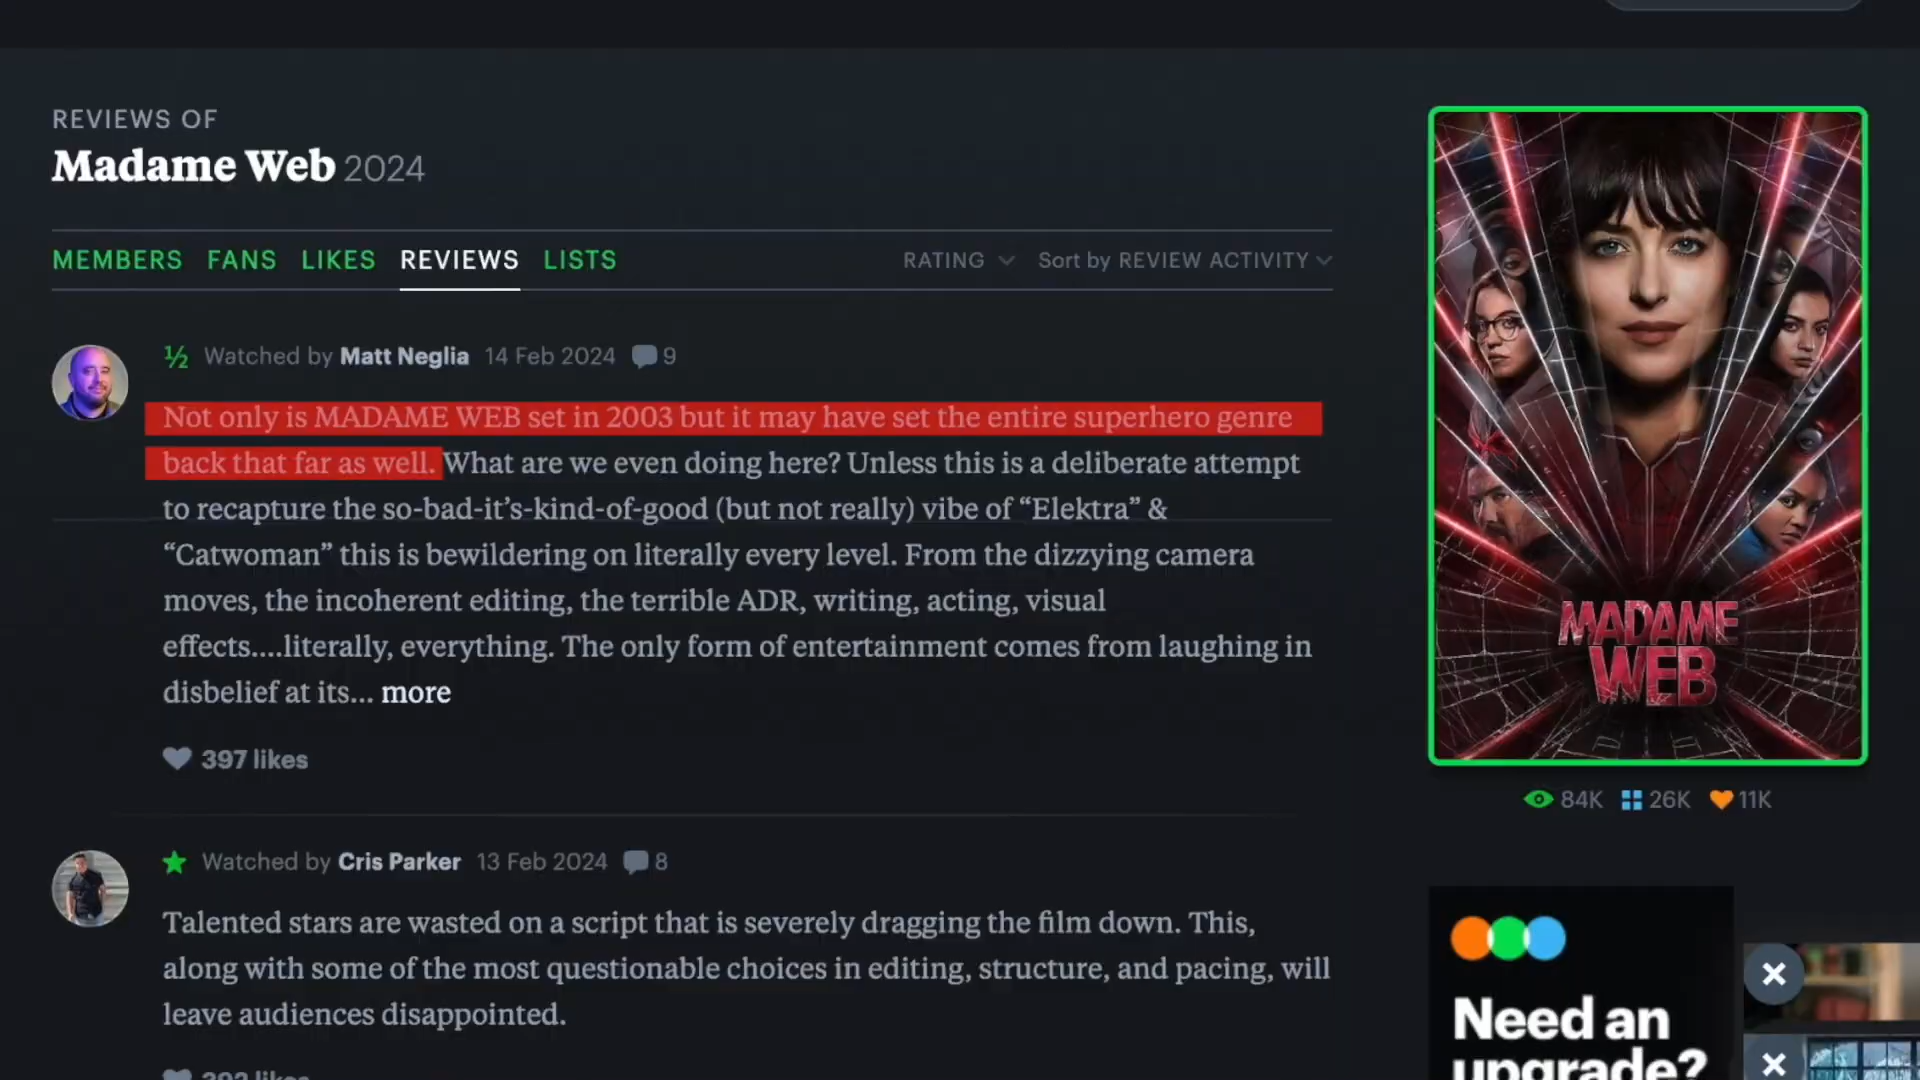 REVIEWS OF
Madame Web 2024
MEMBERS FANS LIKES REVIEWS LISTS RATING Sort by REVIEW ACTIVITY
½ Watched by Matt Neglia 14 Feb 2024 9
Not only is MADAME WEB set in 2003 but it may have set the entire superhero genre
back that far as well. What are we even doing here? Unless this is a deliberate attempt
to recapture the so-bad-it’s-kind-of-good (but not really) vibe of “Elektra” &
“Catwoman” this is bewildering on literally every level. From the dizzying camera
moves, the incoherent editing, the terrible ADR, writing, acting, visual
effects....literally, everything. The only form of entertainment comes from laughing in
disbelief at its... more
397 likes
Watched by Cris Parker 13 Feb 2024 8
Talented stars are wasted on a script that is severely dragging the film down. This,
along with some of the most questionable choices in editing, structure, and pacing, will
leave audiences disappointed.
392 likes
MADAME
WEB
84K 26K 11K
Need an
upgrade?